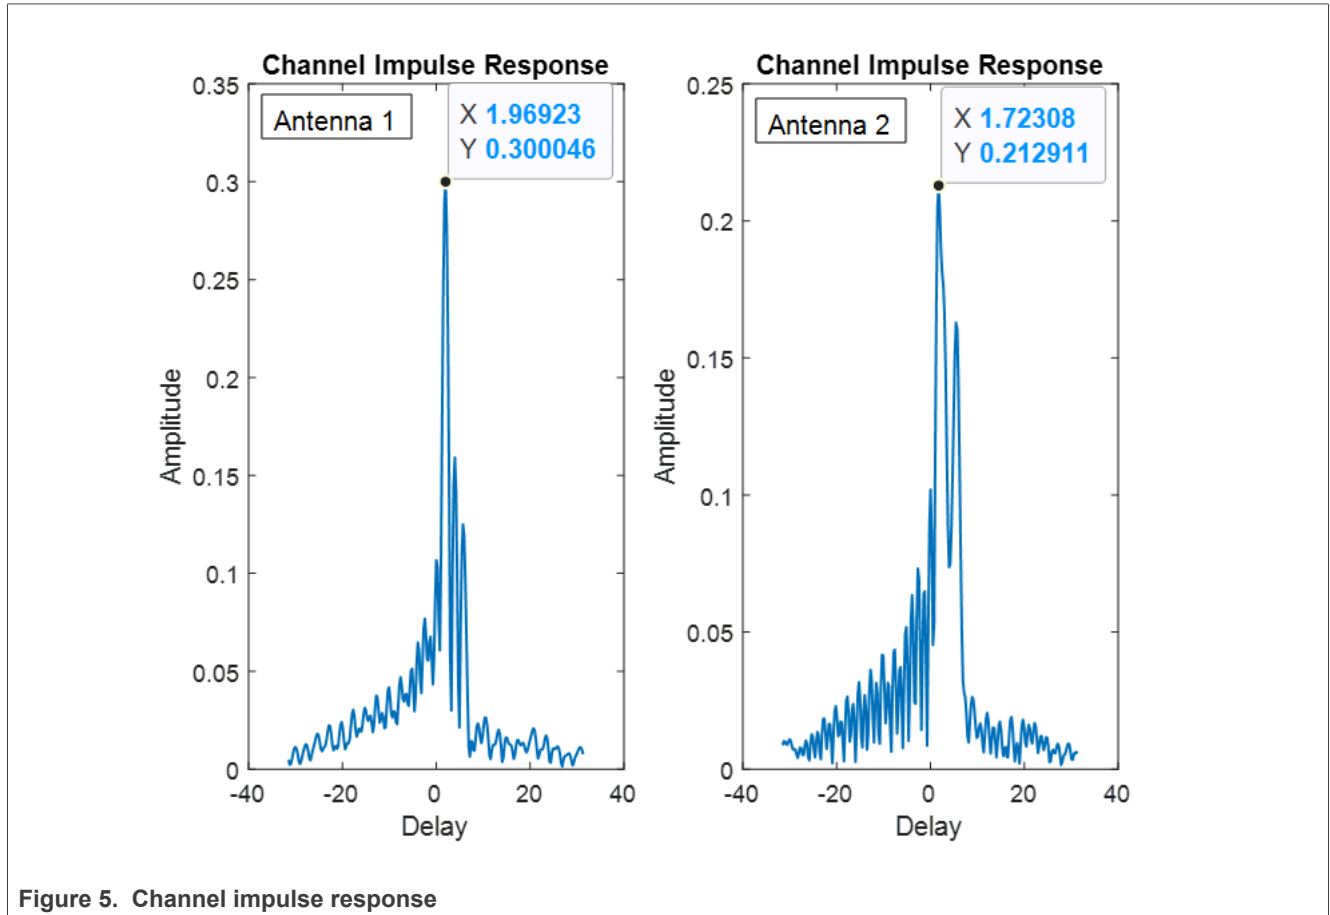 Channel Impulse Response
Antenna 1
X 1.96923
Y 0.300046
0.35
0.3
0.25
0.2
0.15
0.1
0.05
0
Amplitude
-40
-20
0
20
40
Delay
Channel Impulse Response
Antenna 2
X 1.72308
Y 0.212911
0.25
0.2
0.15
0.1
0.05
0
Amplitude
-40
-20
0
20
40
Delay
Figure 5. Channel impulse response